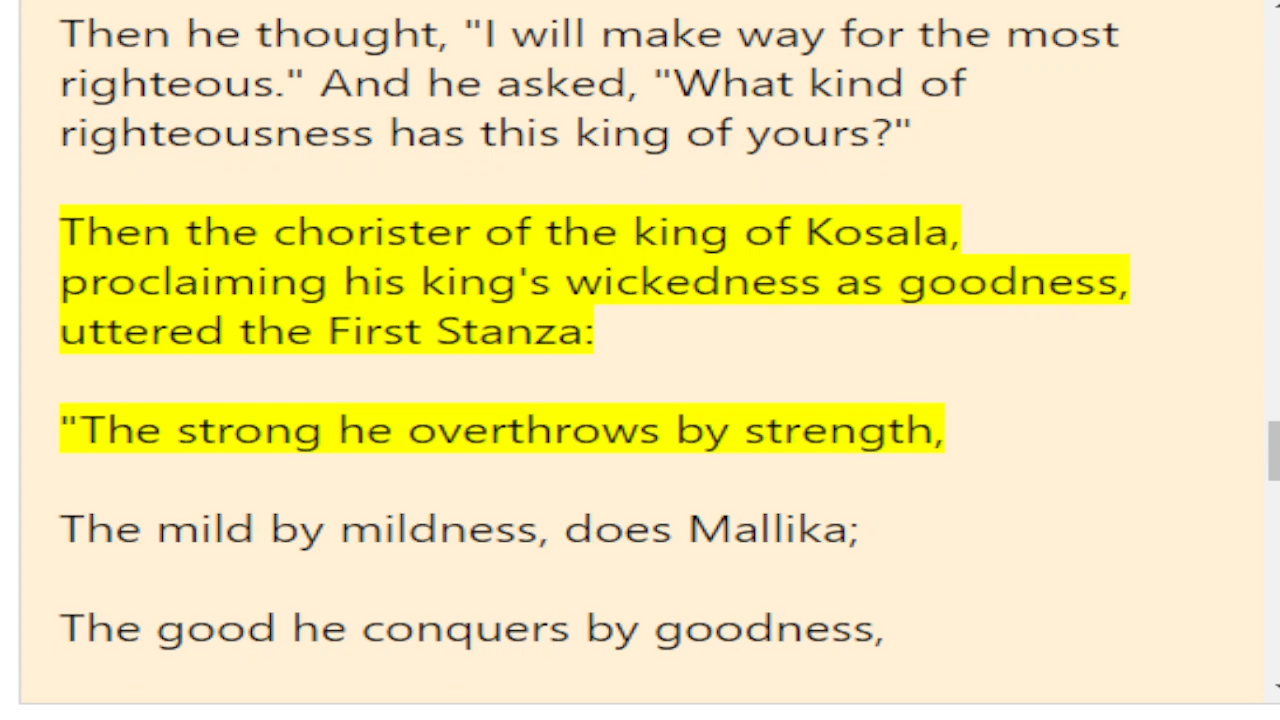 Then he thought, "I will make way for the most
righteous." And he asked, "What kind of
righteousness has this king of yours?"
Then the chorister of the king of Kosala,
proclaiming his king's wickedness as goodness,
uttered the First Stanza:
"The strong he overthrows by strength,
The mild by mildness, does Mallika;
The good he conquers by goodness,